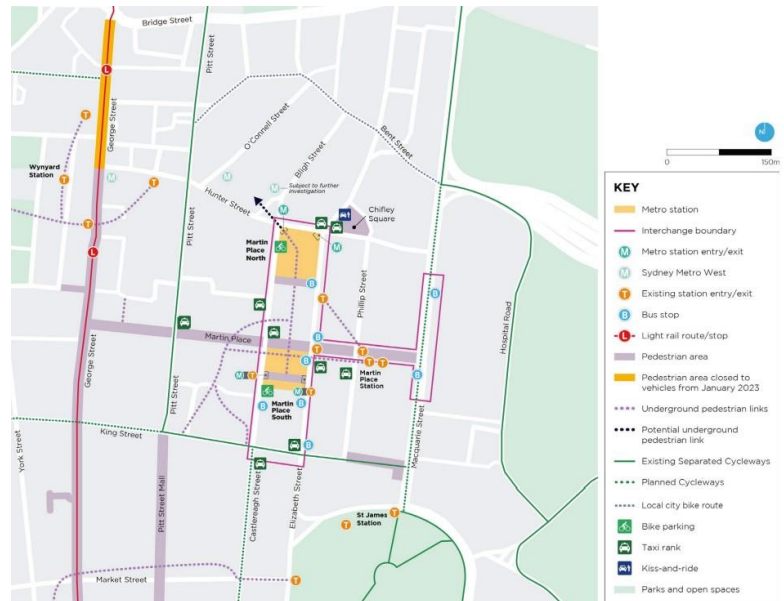 Bridge Street
Pitt Street
L
George Street
T
O'Connell Street
Bligh Street
Bent Street
Wynyard
Station
T
T
M
M
M
Subject to further
investigation
Hunter Street
M
Chifley
Square
T
L
Martin
Place
North
M
Pitt Street
B
Phillip Street
B
T
Hospital Road
Martin Place
B
T
T
T
T
B
Martin
Place
Station
B
George Street
M T
M T
Martin
Place
South
B
B
Pitt Street
King Street
B
York Street
Macquarie Street
Pitt Street Mall
Castlereagh Street
Elizabeth Street
St James
Station
T
T
Market Street
T
N
0
150m
KEY
Metro station
Interchange boundary
M Metro station entry/exit
M Sydney Metro West
T Existing station entry/exit
B Bus stop
L Light rail route/stop
Pedestrian area
Pedestrian area closed to
vehicles from January 2023
Underground pedestrian links
Potential underground
pedestrian link
Existing Separated Cycleways
Planned Cycleways
Local city bike route
Bike parking
Taxi rank
Kiss-and-ride
Parks and open spaces